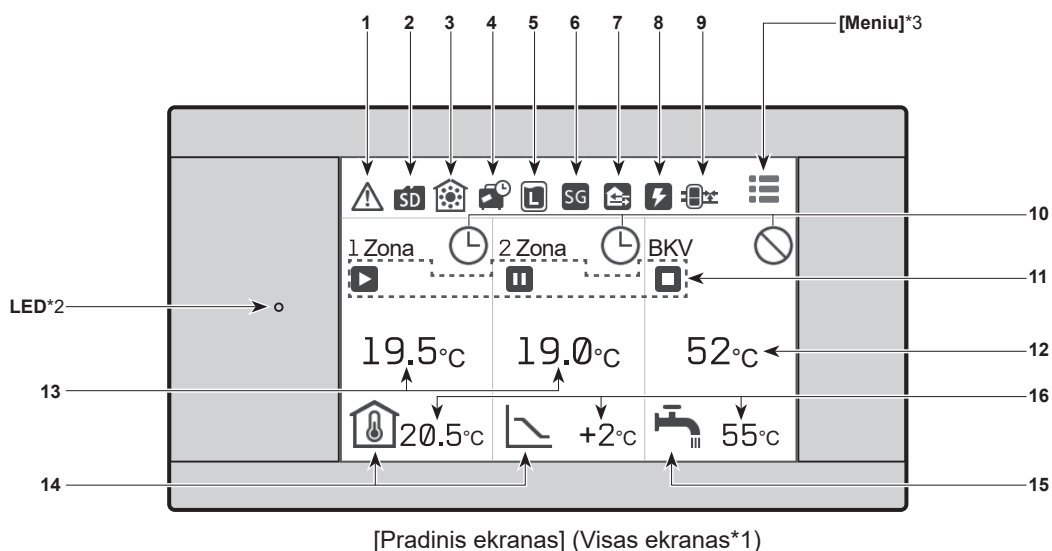 1 2 3 4 5 6 7 8 9 [Meniu]*3
SD L SG
10
1 Zona 2 Zona BKV
11
LED*2
19.5°C 19.0°C 52°C 12
13
16
20.5°C +2°C 55°C
14 15
[Pradinis ekranas] (Visas ekranas*1)